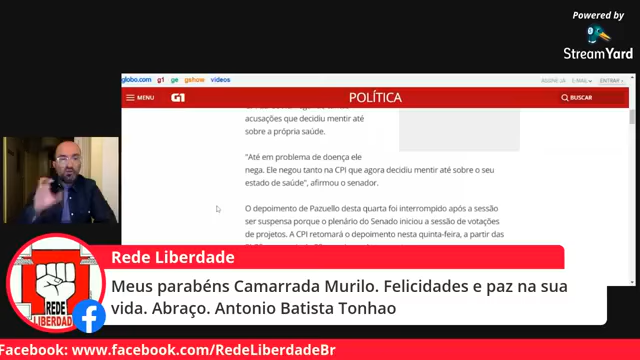 Powered by
StreamYard
globo.com g1 ge gshow vídeos
MENU G1 POLÍTICA BUSCAR
acusações que decidiu mentir até
sobre a própria saúde.
"Até em problema de doença ele
nega. Ele negou tanto na CPI que agora decidiu mentir até sobre o seu
estado de saúde", afirmou o senador.
O depoimento de Pazuello desta quarta foi interrompido após a sessão
ser suspensa porque o plenário do Senado iniciou a sessão de votações
de projetos. A CPI retomará o depoimento nesta quinta-feira, a partir das
Rede Liberdade
Meus parabéns Camarrada Murilo. Felicidades e paz na sua
vida. Abraço. Antonio Batista Tonhao
REDE
LIBERDAD
Facebook: www.facebook.com/RedeLiberdadeBr